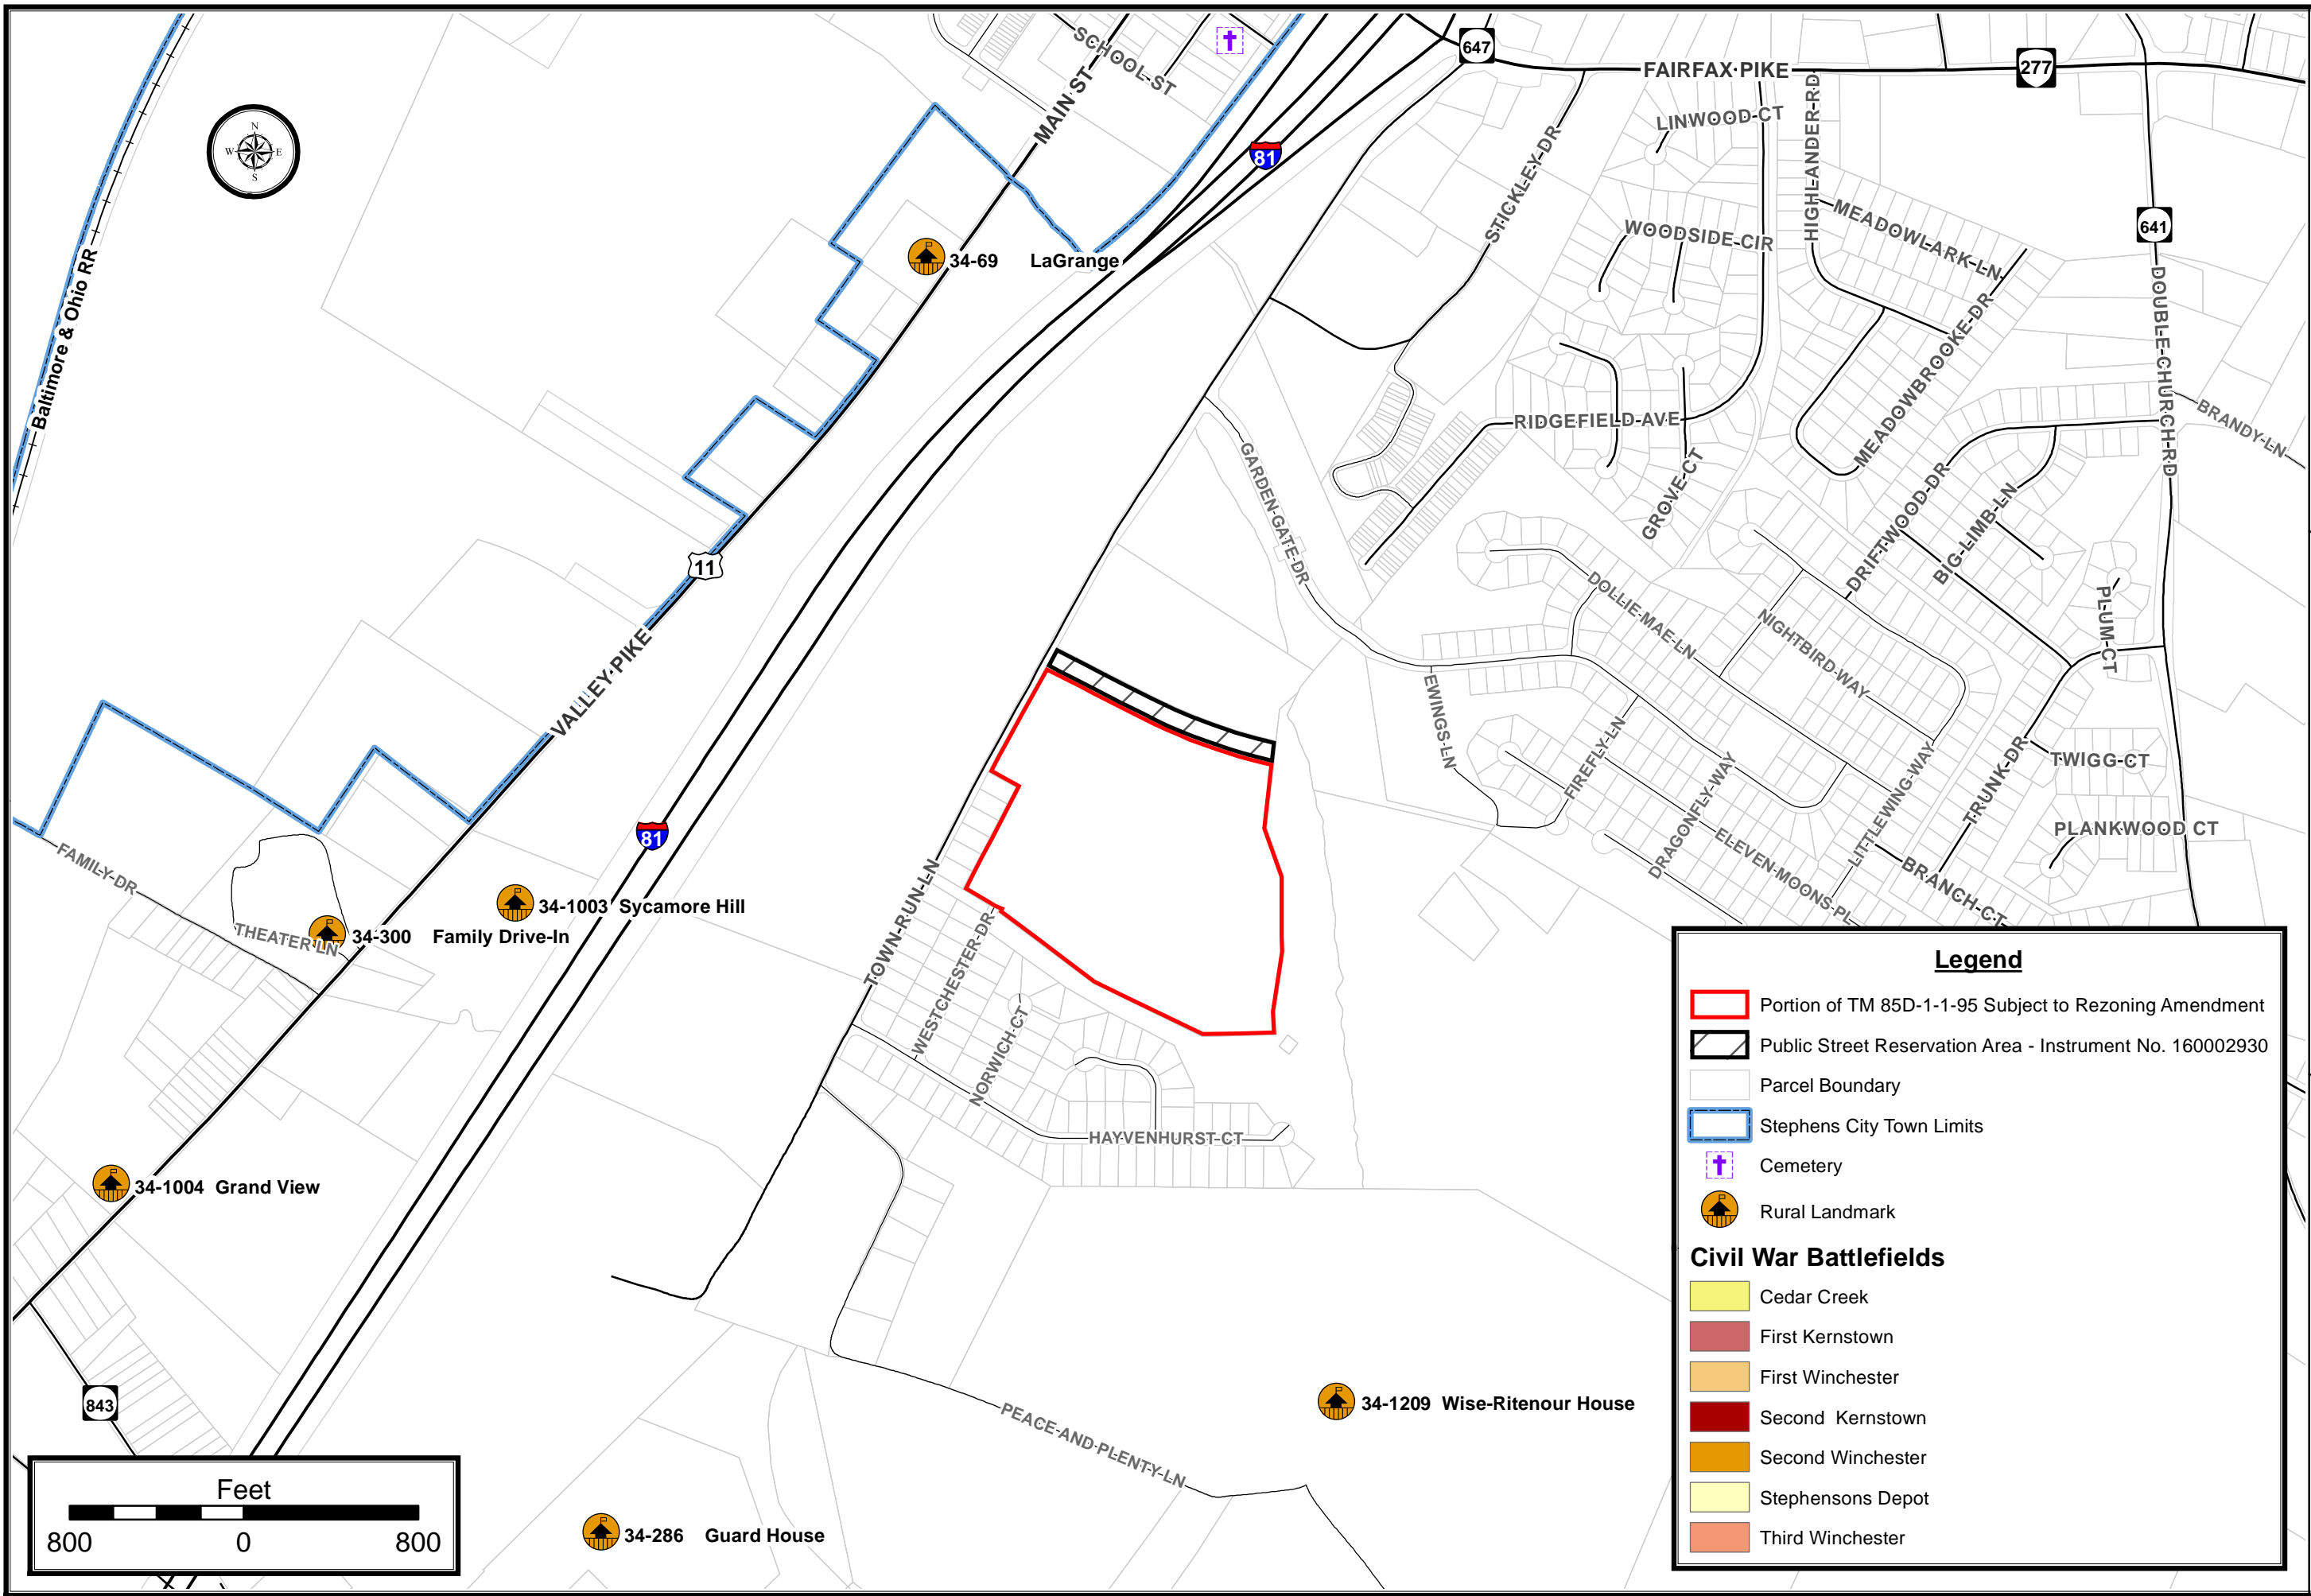 SCHOOL ST
MAIN ST
647
FAIRFAX PIKE
277
LINWOOD CT
HIGHLANDER RD
N
W E
S
81
STICKLEY DR
WOODSIDE CIR
MEADOWLARK LN
641
34-69 LaGrange
Baltimore & Ohio RR
DOUBLE CHURCH RD
MEADOWBROOKE DR
RIDGEFIELD AVE
BRANDY LN
GARDEN GATE DR
GROVE CT
DRIFTWOOD DR
BIG LIMB LN
11
DOLLIE MAE LN
NIGHTBIRD WAY
PLUM CT
VALLEY PIKE
EWINGS LN
FIREFLY LN
DRAGONFLY WAY
LITTLEWING WAY
TRUNK DR
TWIGG CT
81
PLANKWOOD CT
ELEVEN MOONS PL
BRANCH CT
FAMILY DR
34-1003 Sycamore Hill
34-300 Family Drive-In
THEATER LN
TOWN RUN LN
WESTCHESTER DR
NORWICH CT
HAYVENHURST CT
34-1004 Grand View
843
34-1209 Wise-Ritenour House
PEACE AND PLENTY LN
34-286 Guard House
Feet
800 0 800
Legend
Portion of TM 85D-1-1-95 Subject to Rezoning Amendment
Public Street Reservation Area - Instrument No. 160002930
Parcel Boundary
Stephens City Town Limits
Cemetery
Rural Landmark
Civil War Battlefields
Cedar Creek
First Kernstown
First Winchester
Second Kernstown
Second Winchester
Stephensons Depot
Third Winchester